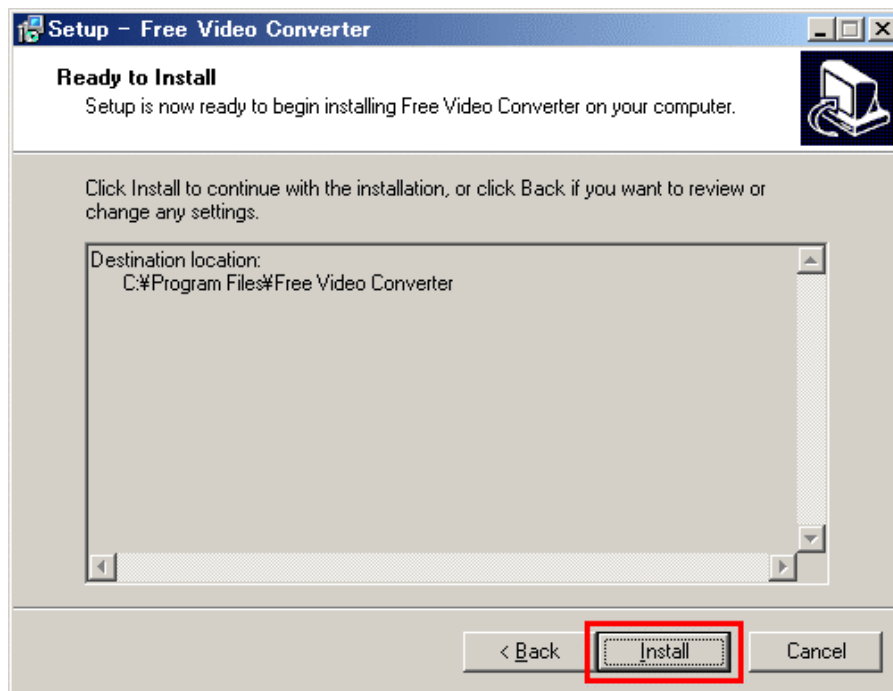 Setup - Free Video Converter
Ready to Install
Setup is now ready to begin installing Free Video Converter on your computer.
Click Install to continue with the installation, or click Back if you want to review or
change any settings.
Destination location:
C:¥Program Files¥Free Video Converter
< Back
Install
Cancel